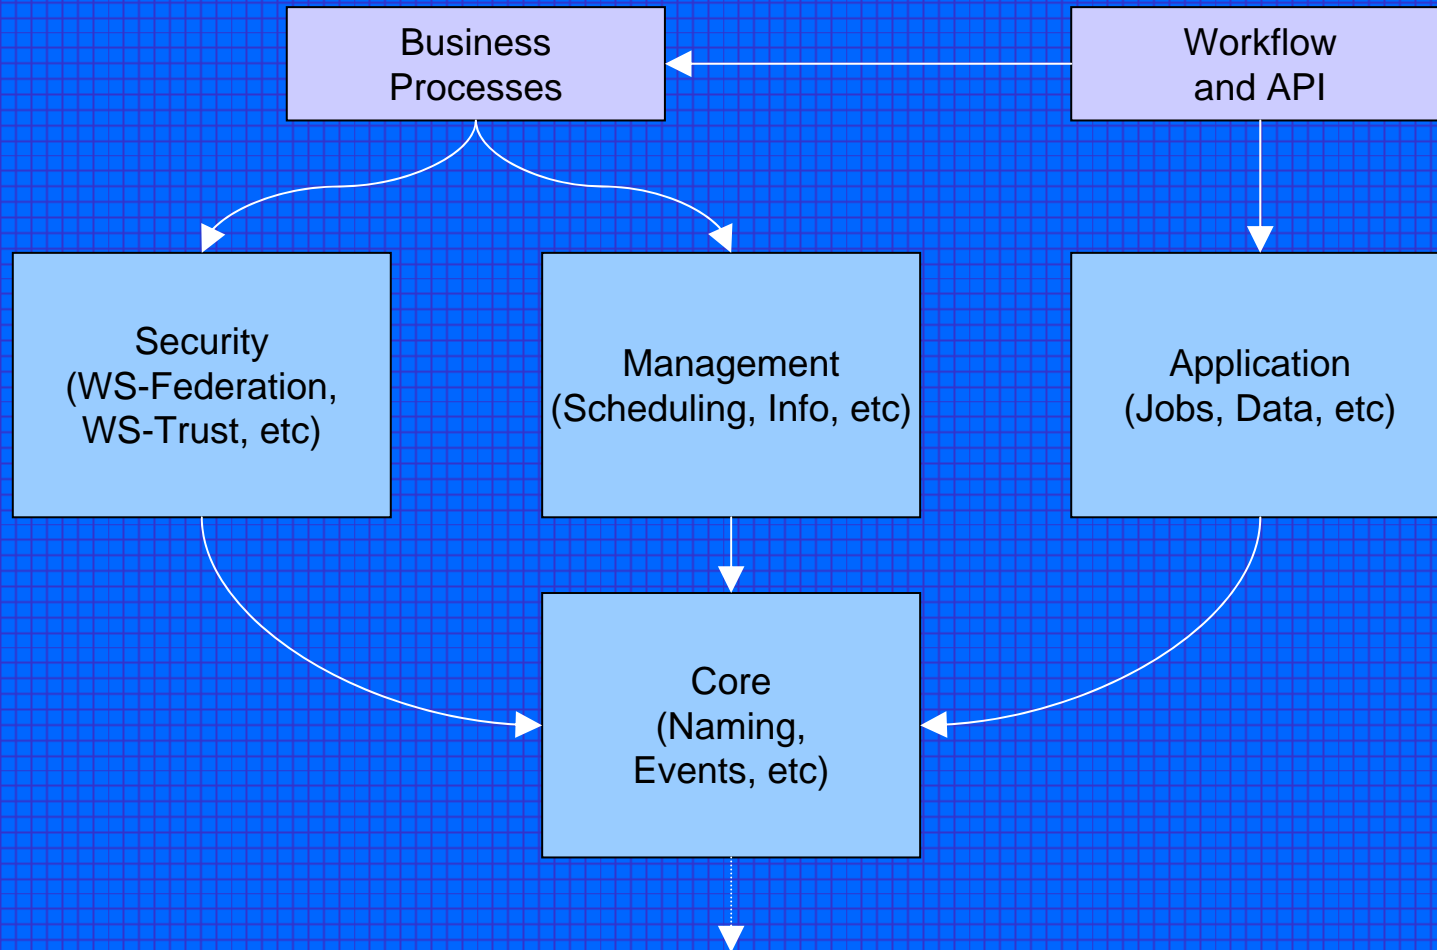 Business
Processes
Workflow
and API
Security
(WS-Federation,
WS-Trust, etc)
Management
(Scheduling, Info, etc)
Application
(Jobs, Data, etc)
Core
(Naming,
Events, etc)